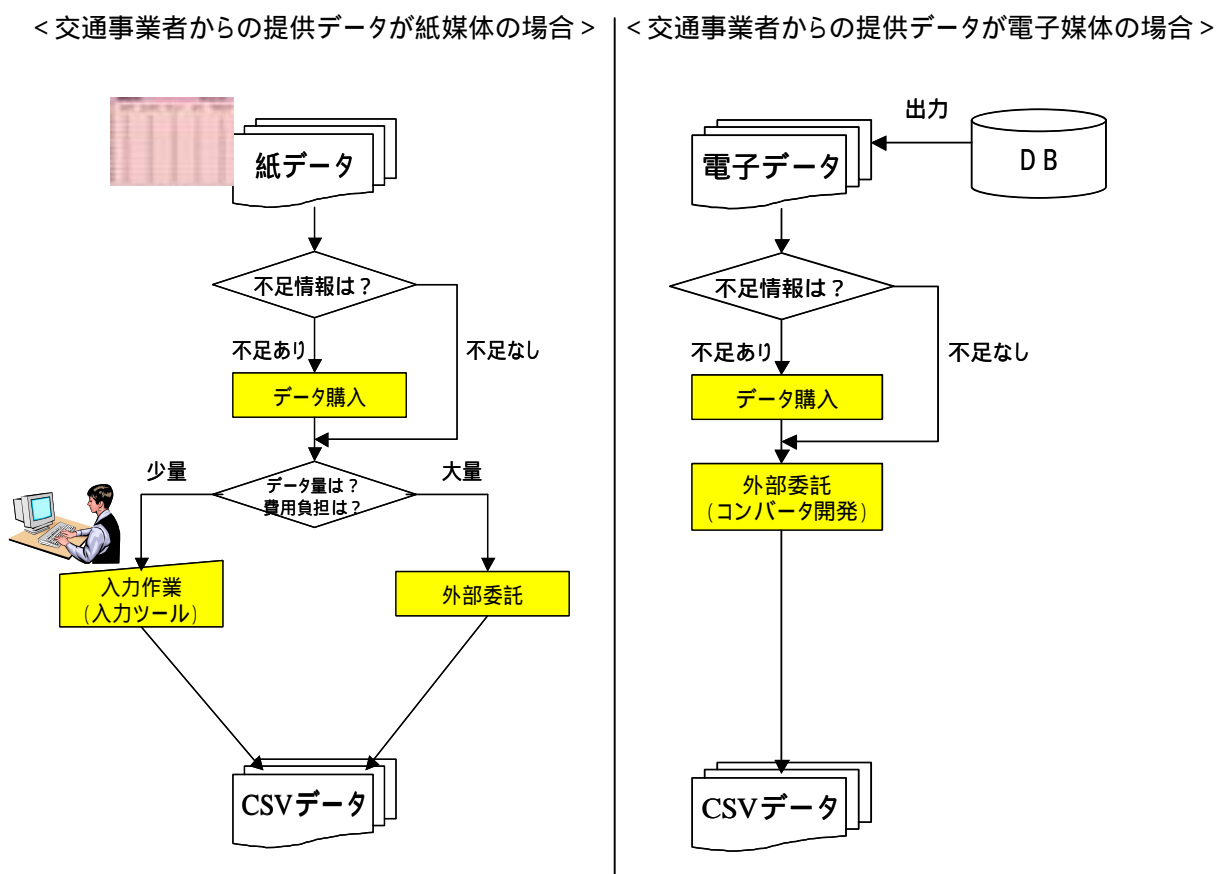 <交通事業者からの提供データが紙媒体の場合>
紙データ
不足情報は？
不足あり
不足なし
データ購入
少量
データ量は？
費用負担は？
大量
入力作業
(入力ツール)
外部委託
CSVデータ
<交通事業者からの提供データが電子媒体の場合>
出力
電子データ
ＤＢ
不足情報は？
不足あり
不足なし
データ購入
外部委託
(コンバータ開発)
CSVデータ